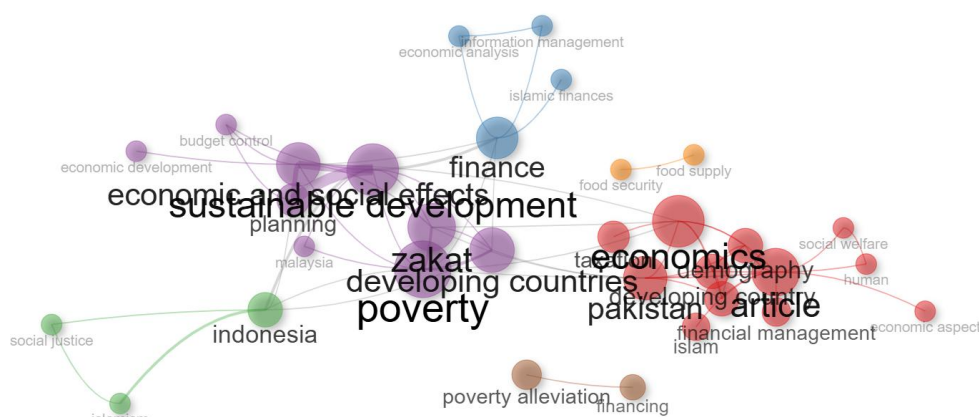 information management
economic analysis
islamic finances
budget control
economic development
finance
food supply
food security
economic and social effects
sustainable development
planning
social welfare
zakat
malaysia
taxation
economics
demography
human
developing countries
developing country
poverty
pakistan
article
economic aspect
indonesia
financial management
social justice
islam
poverty alleviation
financing